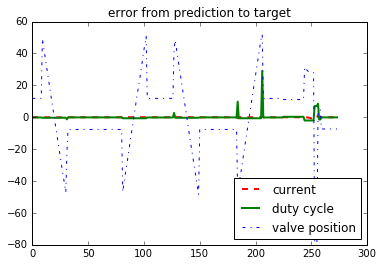 error from prediction to target
60
40
20
0
−20
−40
−60
−80
0 50 100 150 200 250 300
current
duty cycle
valve position